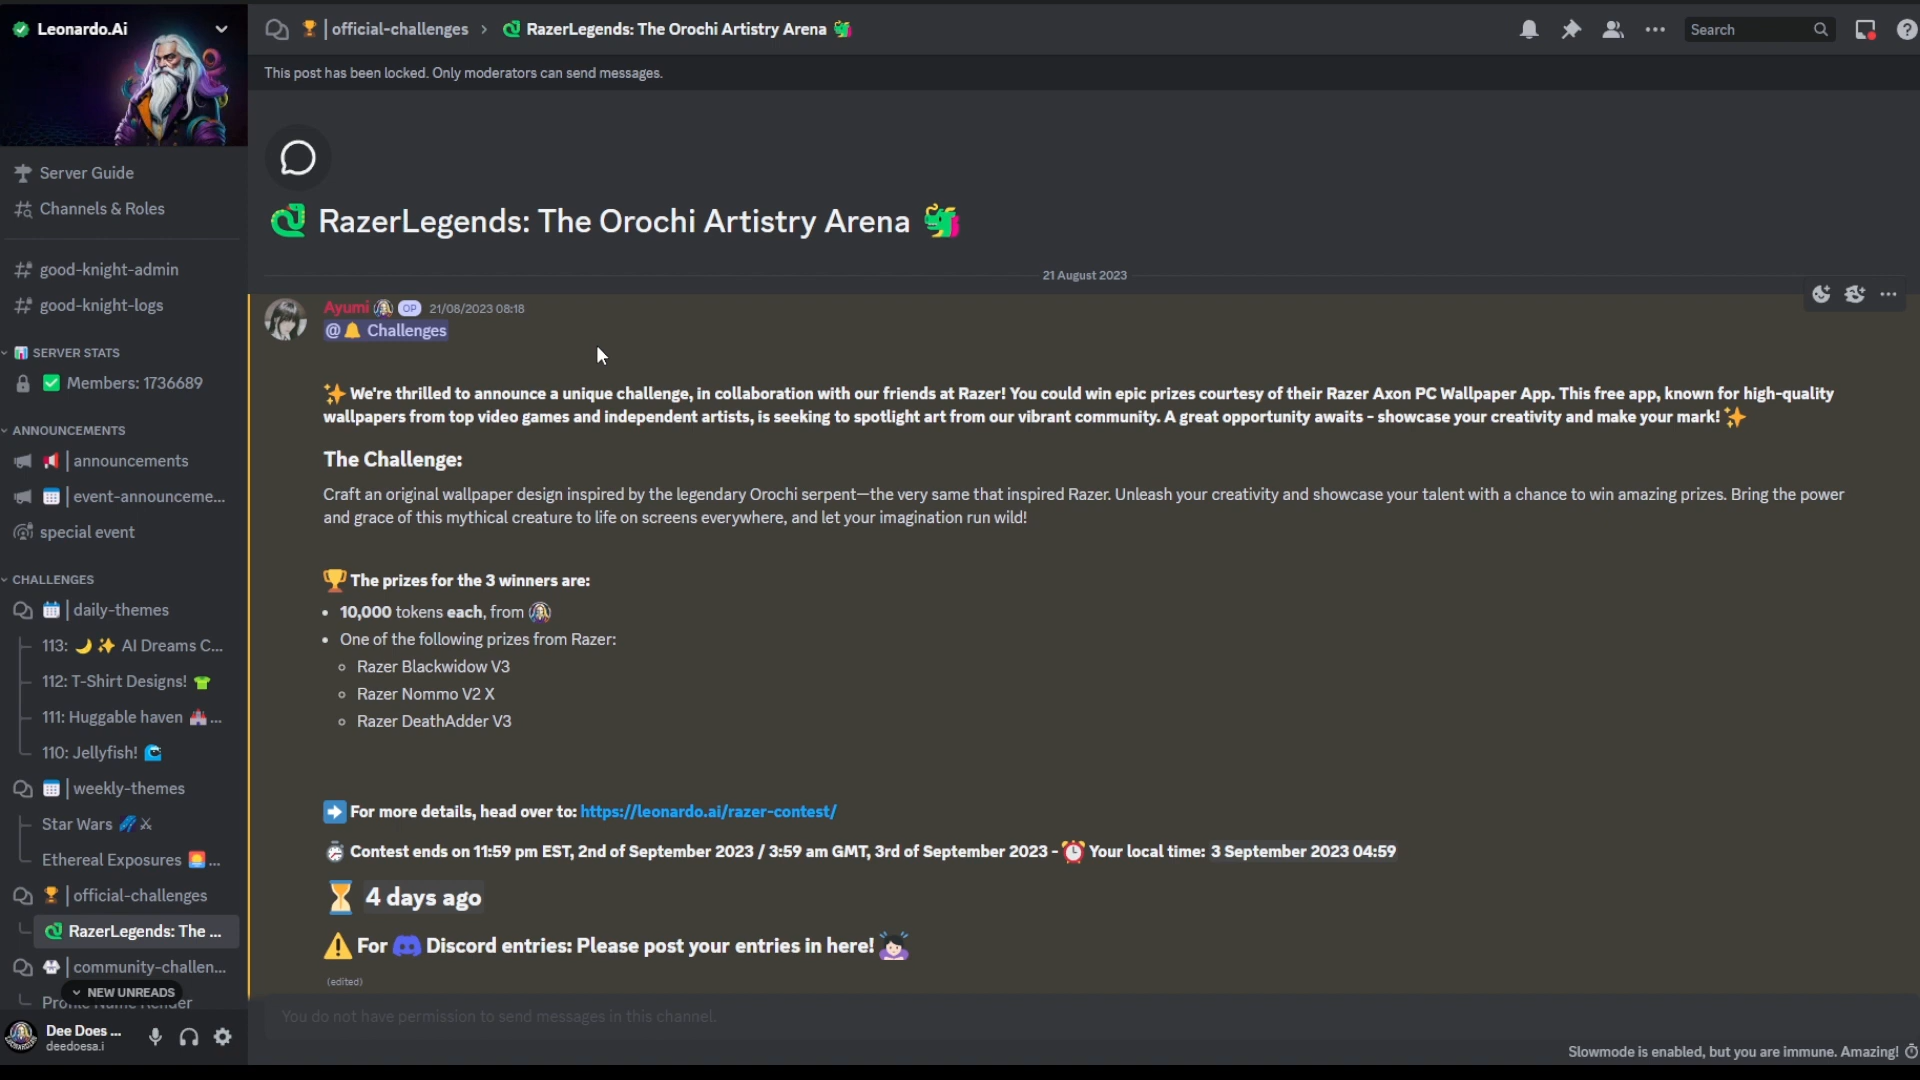 Leonardo.Ai
| official-challenges › RazerLegends: The Orochi Artistry Arena
Search
This post has been locked. Only moderators can send messages.
Server Guide
Channels & Roles
good-knight-admin
good-knight-logs
SERVER STATS
Members: 1736689
ANNOUNCEMENTS
| announcements
| event-announceme...
special event
CHALLENGES
| daily-themes
113: AI Dreams C...
112: T-Shirt Designs!
111: Huggable haven ...
110: Jellyfish!
| weekly-themes
Star Wars
Ethereal Exposures ...
| official-challenges
RazerLegends: The ...
| community-challen...
NEW UNREADS
Dee Does ...
deedoesa.i
RazerLegends: The Orochi Artistry Arena
21 August 2023
Ayumi OP 21/08/2023 08:18
@ Challenges
We're thrilled to announce a unique challenge, in collaboration with our friends at Razer! You could win epic prizes courtesy of their Razer Axon PC Wallpaper App. This free app, known for high-quality
wallpapers from top video games and independent artists, is seeking to spotlight art from our vibrant community. A great opportunity awaits - showcase your creativity and make your mark!
The Challenge:
Craft an original wallpaper design inspired by the legendary Orochi serpent—the very same that inspired Razer. Unleash your creativity and showcase your talent with a chance to win amazing prizes. Bring the power
and grace of this mythical creature to life on screens everywhere, and let your imagination run wild!
The prizes for the 3 winners are:
• 10,000 tokens each, from
• One of the following prizes from Razer:
Razer Blackwidow V3
Razer Nommo V2 X
Razer DeathAdder V3
For more details, head over to: https://leonardo.ai/razer-contest/
Contest ends on 11:59 pm EST, 2nd of September 2023 / 3:59 am GMT, 3rd of September 2023 - Your local time: 3 September 2023 04:59
4 days ago
For Discord entries: Please post your entries in here!
(edited)
You do not have permission to send messages in this channel.
Slowmode is enabled, but you are immune. Amazing!